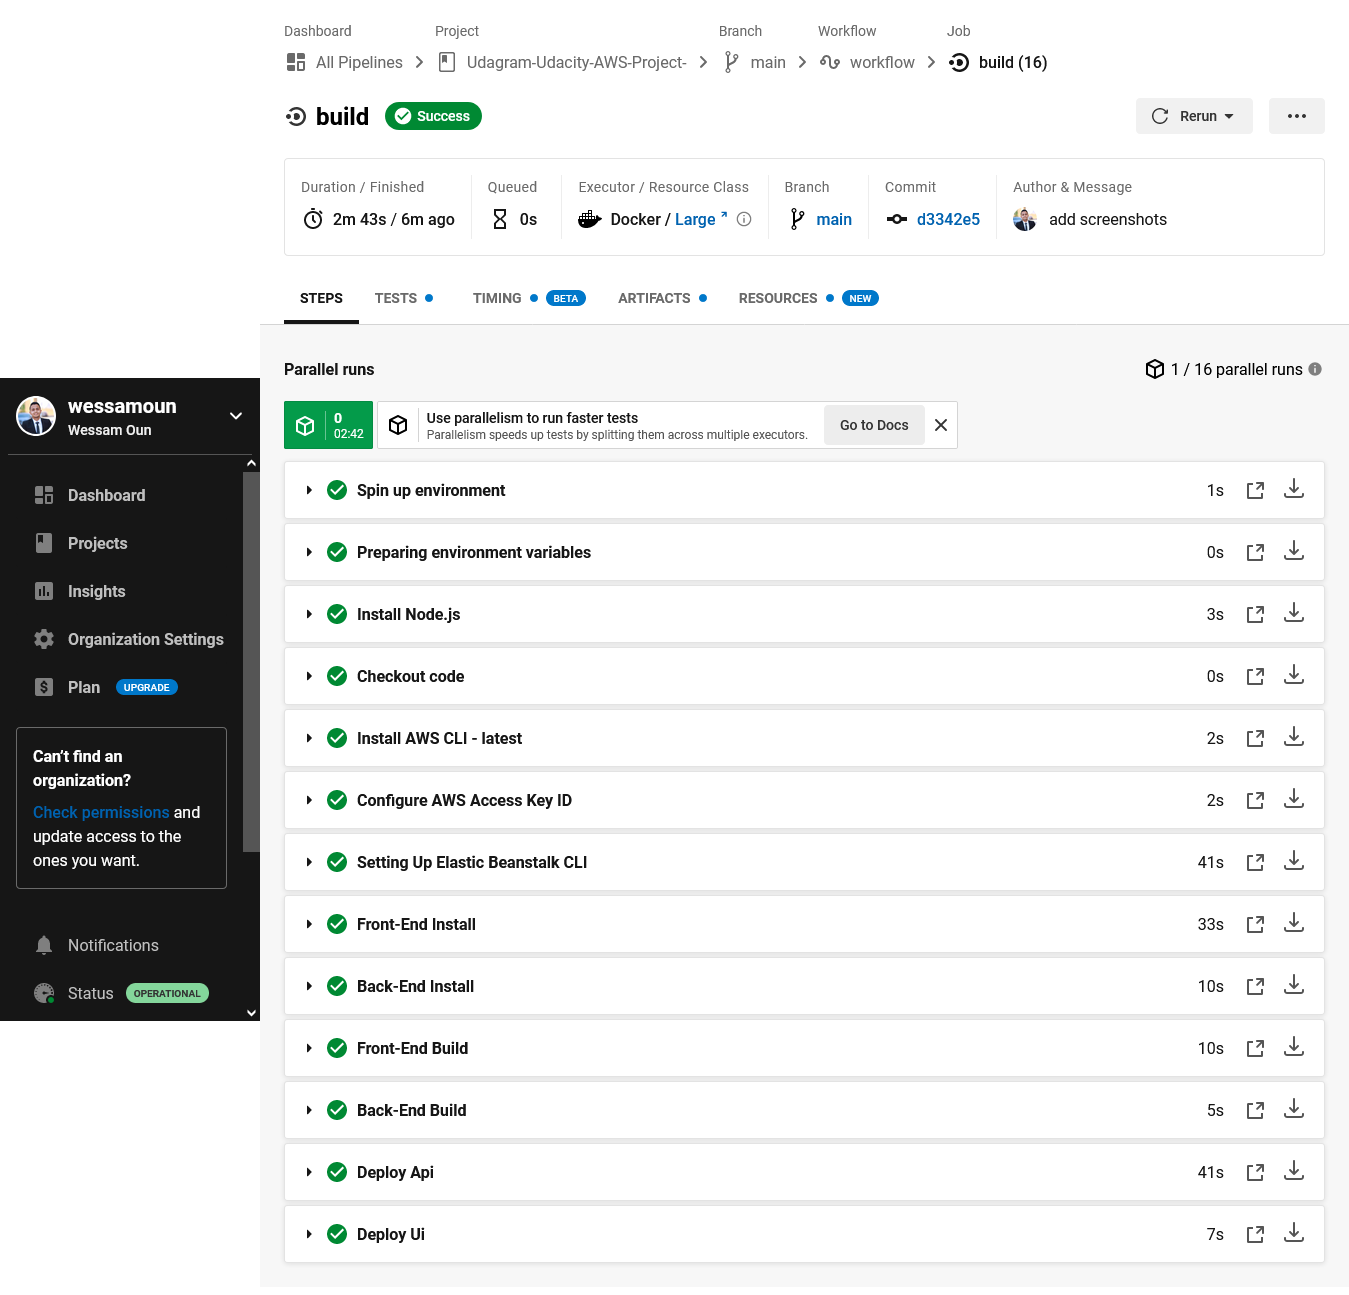 Dashboard Project Branch Workflow Job
All Pipelines Udagram-Udacity-AWS-Project- main workflow build (16)
build Success Rerun
Duration / Finished Queued Executor / Resource Class Branch Commit Author & Message
2m 43s / 6m ago 0s Docker / Large main d3342e5 add screenshots
STEPS TESTS TIMING BETA ARTIFACTS RESOURCES NEW
Parallel runs 1 / 16 parallel runs
0
02:42
Use parallelism to run faster tests
Parallelism speeds up tests by splitting them across multiple executors.
Go to Docs
Spin up environment 1s
Preparing environment variables 0s
Install Node.js 3s
Checkout code 0s
Install AWS CLI - latest 2s
Configure AWS Access Key ID 2s
Setting Up Elastic Beanstalk CLI 41s
Front-End Install 33s
Back-End Install 10s
Front-End Build 10s
Back-End Build 5s
Deploy Api 41s
Deploy Ui 7s
wessamoun
Wessam Oun
Dashboard
Projects
Insights
Organization Settings
Plan UPGRADE
Can’t find an
organization?
Check permissions and
update access to the
ones you want.
Notifications
Status OPERATIONAL